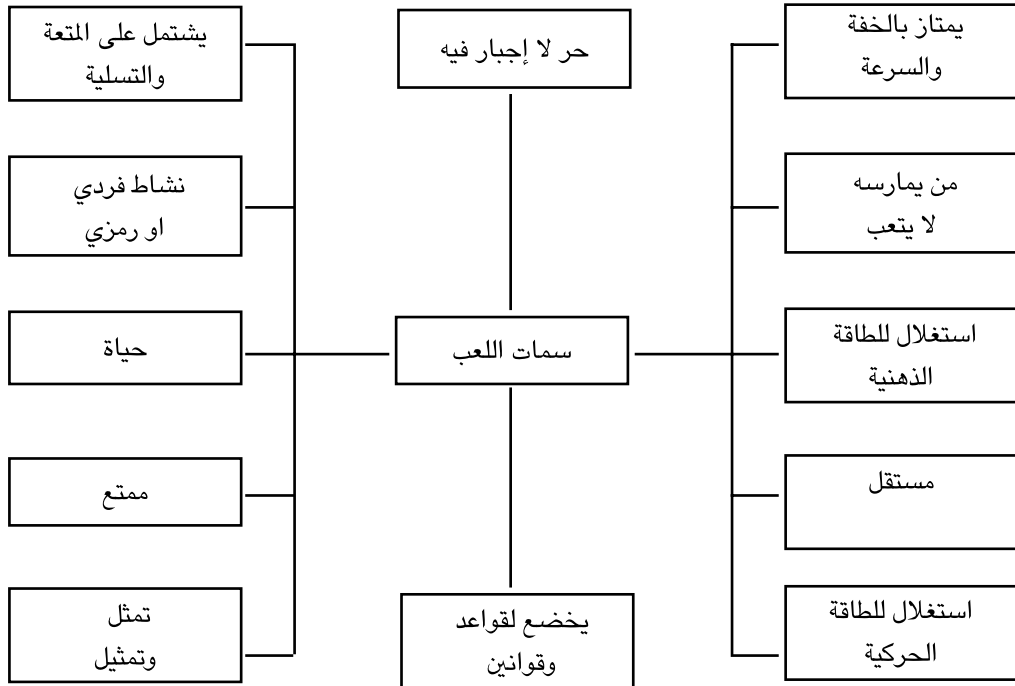 يمتاز بالخفة
والسرعة
حر لا إجبار فيه
يشتمل على المتعة
والتسلية
من يمارسه
لا يتعب
نشاط فردي
او رمزي
استغلال للطاقة
الذهنية
سمات اللعب
حياة
مستقل
ممتع
استغلال للطاقة
الحركية
يخضع لقواعد
وقوانين
تمثل
وتمثيل